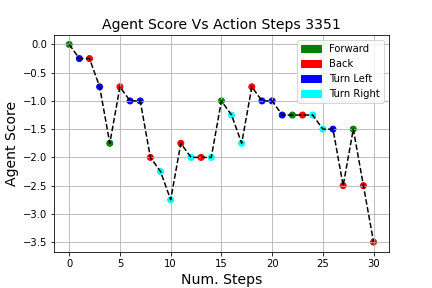 Agent Score Vs Action Steps 3351
Forward
Back
Turn Left
Turn Right
Agent Score
0.0
−0.5
−1.0
−1.5
−2.0
−2.5
−3.0
−3.5
0 5 10 15 20 25 30
Num. Steps